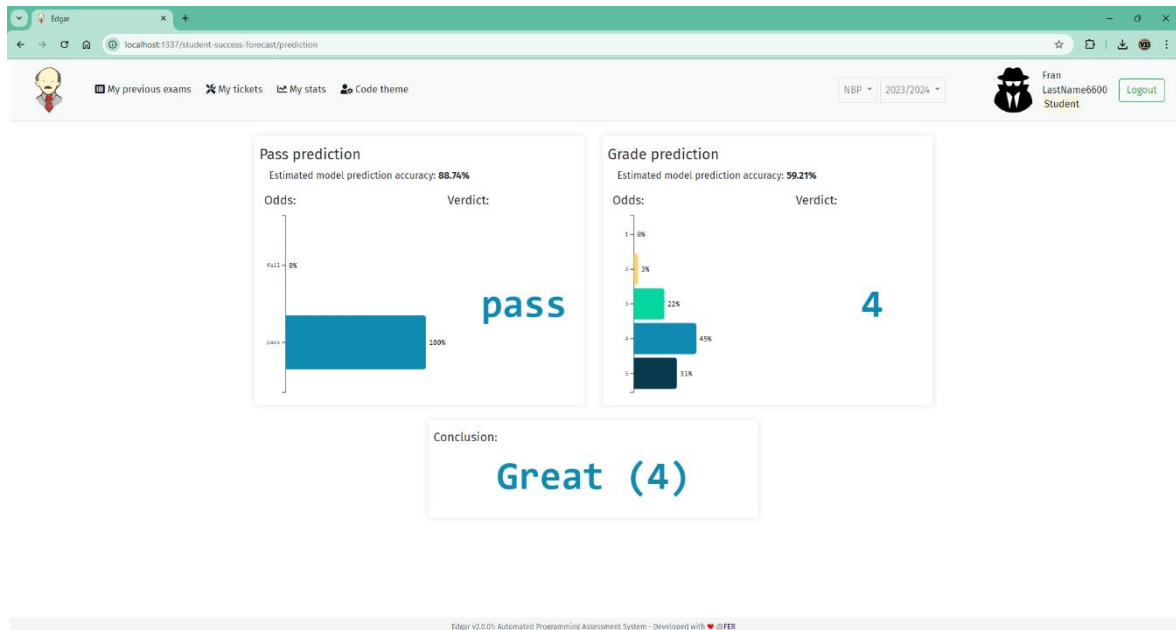 Edgar
localhost:1337/student-success-forecast/prediction
My previous exams My tickets My stats Code theme
NBP 2023/2024
Fran
LastName6600
Student
Logout
Pass prediction
Estimated model prediction accuracy: 88.74%
Odds: Verdict:
fail 0%
pass
pass 100%
Grade prediction
Estimated model prediction accuracy: 59.21%
Odds: Verdict:
1 0%
2 3%
3 22%
4
4 45%
5 31%
Conclusion:
Great (4)
Edgar v2.0.01: Automated Programming Assessment System - Developed with ❤ @FER